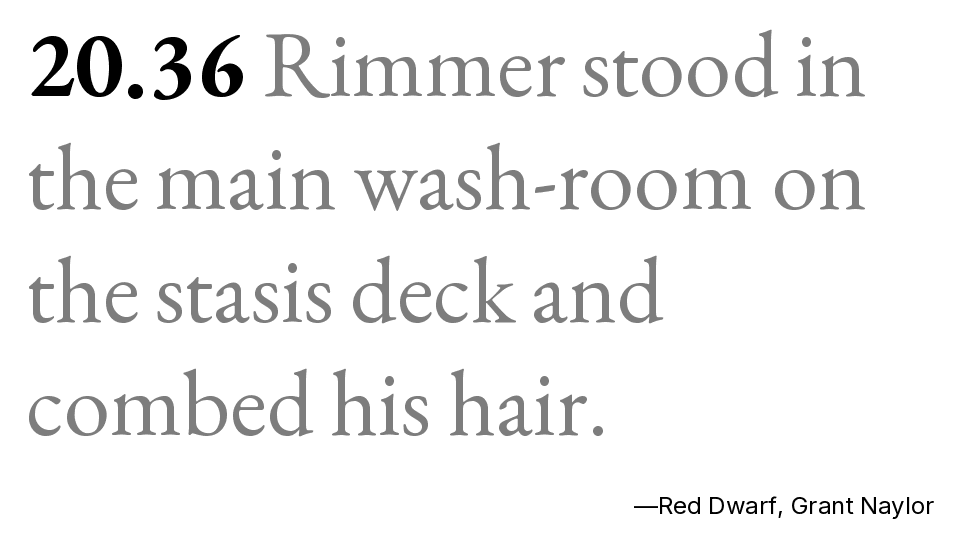 20.36 Rimmer stood in
the main wash-room on
the stasis deck and
combed his hair.
—Red Dwarf, Grant Naylor